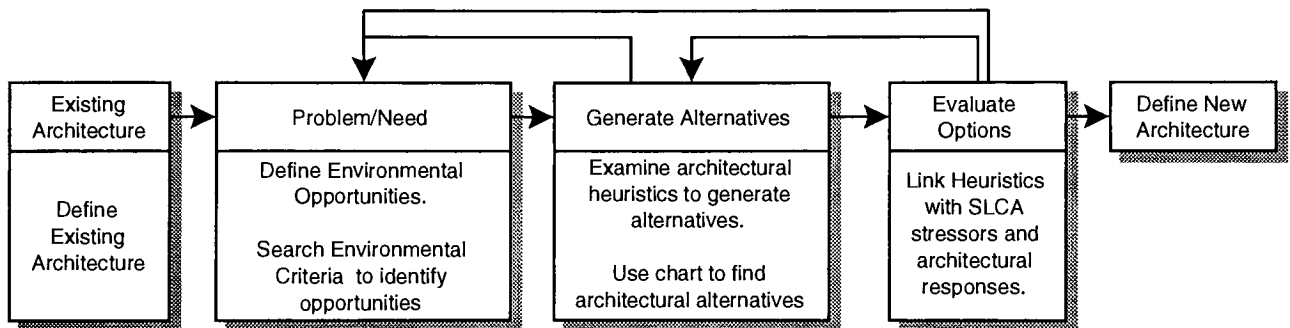 Existing
Architecture
Define
Existing
Architecture
Problem/Need
Define Environmental
Opportunities.
Search Environmental
Criteria to identify
opportunities
Generate Alternatives
Examine architectural
heuristics to generate
alternatives.
Use chart to find
architectural alternatives
Evaluate
Options
Link Heuristics
with SLCA
stressors and
architectural
responses.
Define New
Architecture